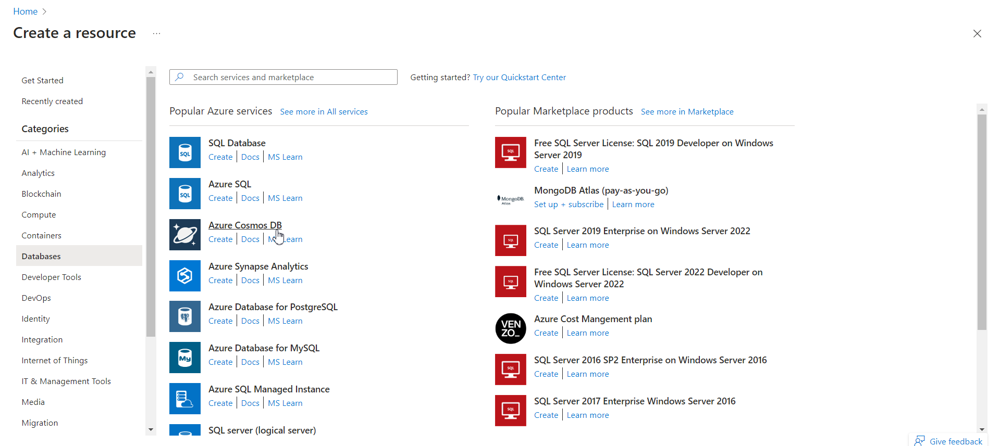 Home
Create a resource
...
Get Started
Recently created
Categories
AI + Machine Learning
Analytics
Blockchain
Compute
Containers
Databases
Developer Tools
DevOps
Identity
Integration
Internet of Things
IT & Management Tools
Media
Migration
Search services and marketplace
Getting started? Try our Quickstart Center
Popular Azure services See more in All services
SQL
SQL Database
Create | Docs | MS Learn
SQL
Azure SQL
Create | Docs | MS Learn
Azure Cosmos DB
Create | Docs | MS Learn
Azure Synapse Analytics
Create | Docs | MS Learn
Azure Database for PostgreSQL
Create | Docs | MS Learn
My
Azure Database for MySQL
Create | Docs | MS Learn
Azure SQL Managed Instance
Create | Docs | MS Learn
SQL server (logical server)
Popular Marketplace products See more in Marketplace
SQL
Free SQL Server License: SQL 2019 Developer on Windows
Server 2019
Create | Learn more
MongoDB.
Atlas
MongoDB Atlas (pay-as-you-go)
Set up + subscribe | Learn more
SQL
SQL Server 2019 Enterprise on Windows Server 2022
Create | Learn more
SQL
Free SQL Server License: SQL Server 2022 Developer on
Windows Server 2022
Create | Learn more
VEN
ZO_
Azure Cost Mangement plan
Create | Learn more
SQL
SQL Server 2016 SP2 Enterprise on Windows Server 2016
Create | Learn more
SQL
SQL Server 2017 Enterprise Windows Server 2016
Create | Learn more
Give feedback